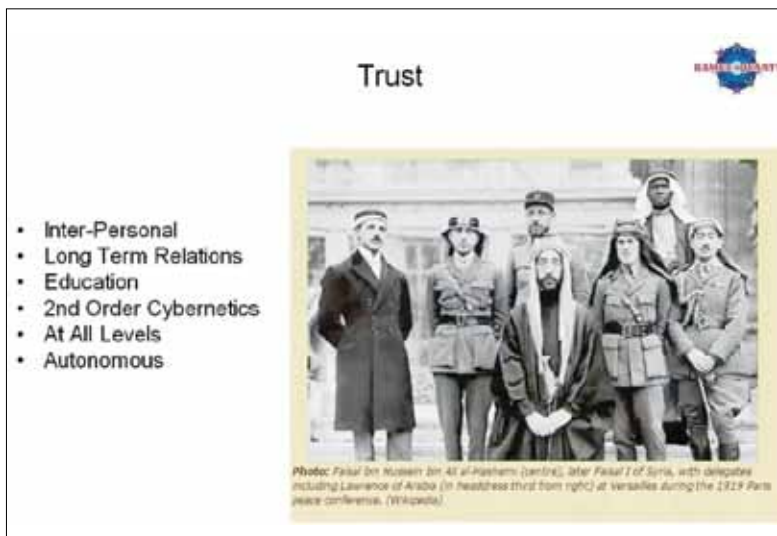 Trust
• Inter-Personal
• Long Term Relations
• Education
• 2nd Order Cybernetics
• At All Levels
• Autonomous
Photo: Faisal bin Hussein bin Ali al-Hashemi (centre), later Faisal I of Syria, with delegates
including Lawrence of Arabia (in headdress third from right) at Versailles during the 1919 Paris
peace conference. (Wikipedia)